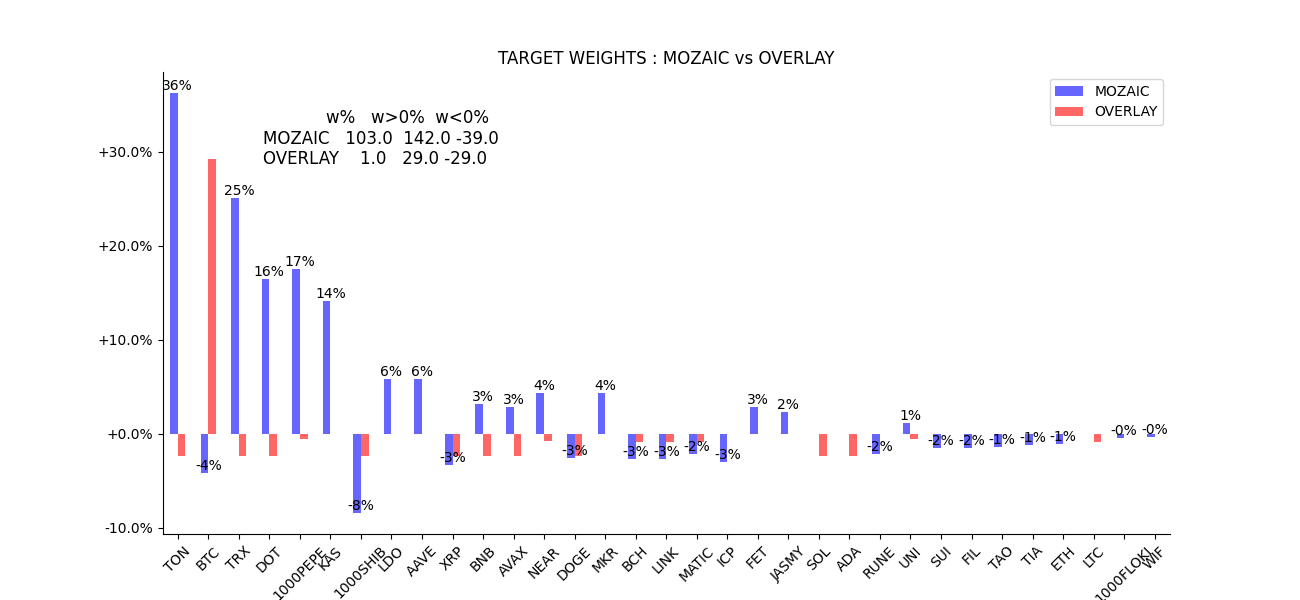 TARGET WEIGHTS : MOZAIC vs OVERLAY
MOZAIC
OVERLAY
w% w>0% w<0%
MOZAIC 103.0 142.0 -39.0
OVERLAY 1.0 29.0 -29.0
+30.0%
+20.0%
+10.0%
+0.0%
-10.0%
36%
-4%
25%
16%
17%
14%
-8%
6%
6%
-3%
3%
3%
4%
-3%
4%
-3%
-3%
-2%
-3%
3%
2%
-2%
1%
-2%
-2%
-1%
-1%
-1%
-0%
-0%
TON
BTC
TRX
DOT
1000PEPE
KAS
1000SHIB
LDO
AAVE
XRP
BNB
AVAX
NEAR
DOGE
MKR
BCH
LINK
MATIC
ICP
FET
JASMY
SOL
ADA
RUNE
UNI
SUI
FIL
TAO
TIA
ETH
LTC
1000FLOKI
WIF